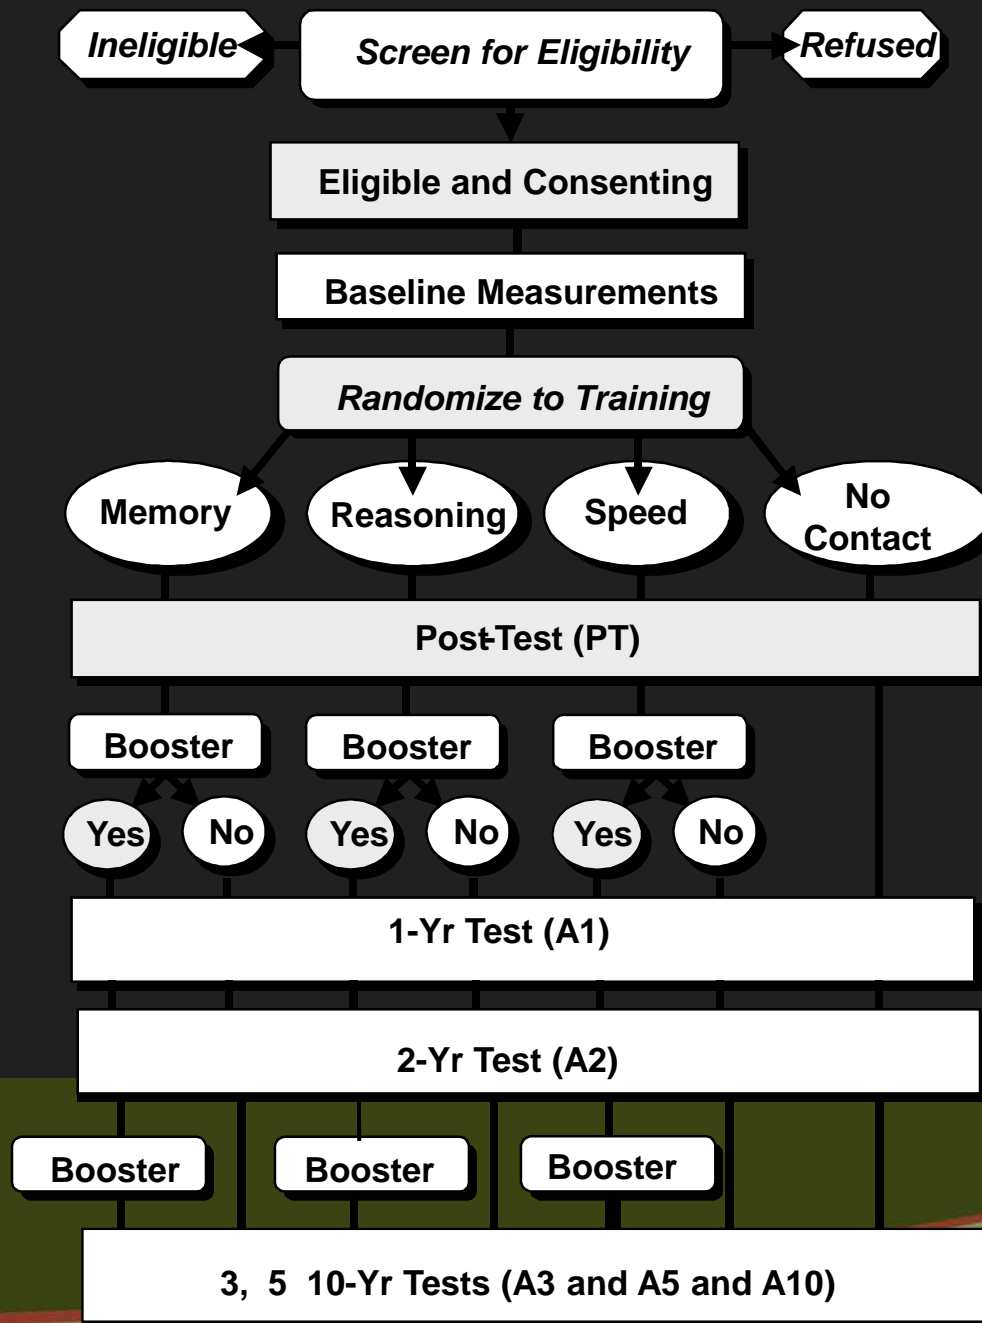 Ineligible
Screen for Eligibility
Refused
Eligible and Consenting
Baseline Measurements
Randomize to Training
Memory
Reasoning
Speed
No
Contact
Post-Test (PT)
Booster
Booster
Booster
Yes
No
Yes
No
Yes
No
1-Yr Test (A1)
2-Yr Test (A2)
Booster
Booster
Booster
3, 5 10-Yr Tests (A3 and A5 and A10)